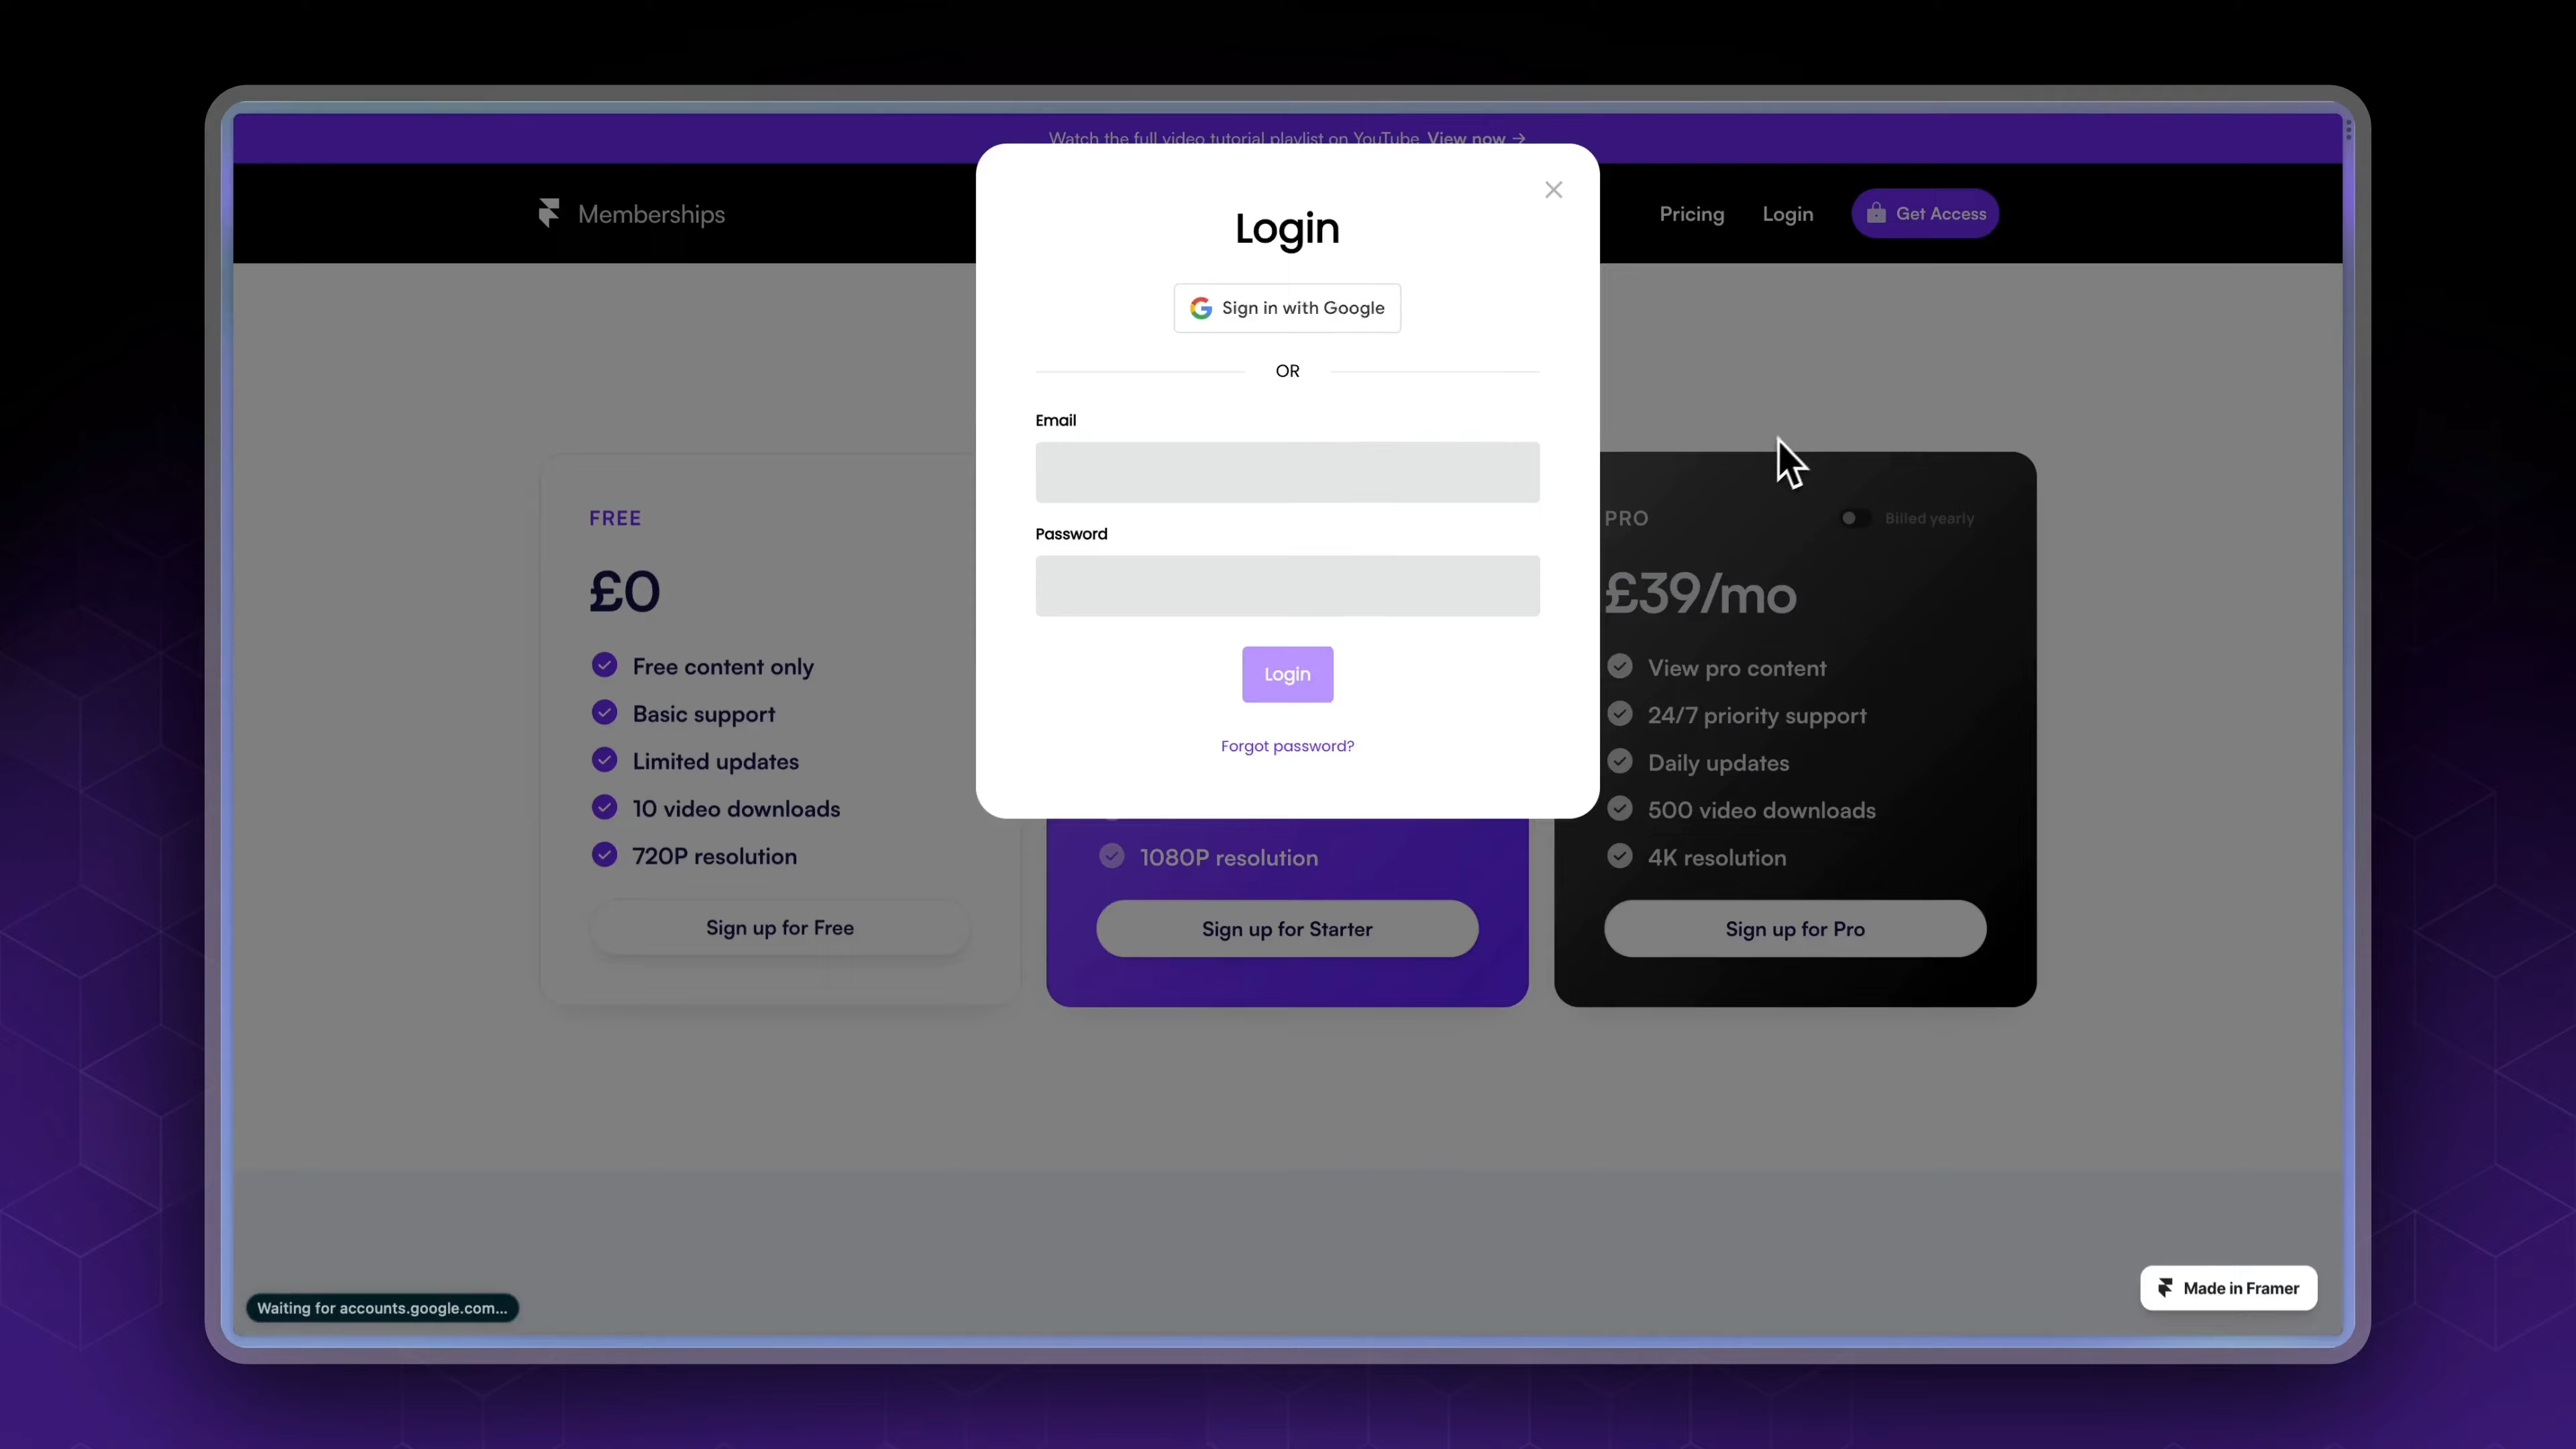 Watch the full video tutorial playlist on YouTube View now →
Memberships
Pricing
Login
Get Access
Login
Sign in with Google
OR
Email
Password
Login
Forgot password?
FREE
£0
Free content only
Basic support
Limited updates
10 video downloads
720P resolution
Sign up for Free
1080P resolution
Sign up for Starter
PRO
Billed yearly
£39/mo
View pro content
24/7 priority support
Daily updates
500 video downloads
4K resolution
Sign up for Pro
Waiting for accounts.google.com...
Made in Framer